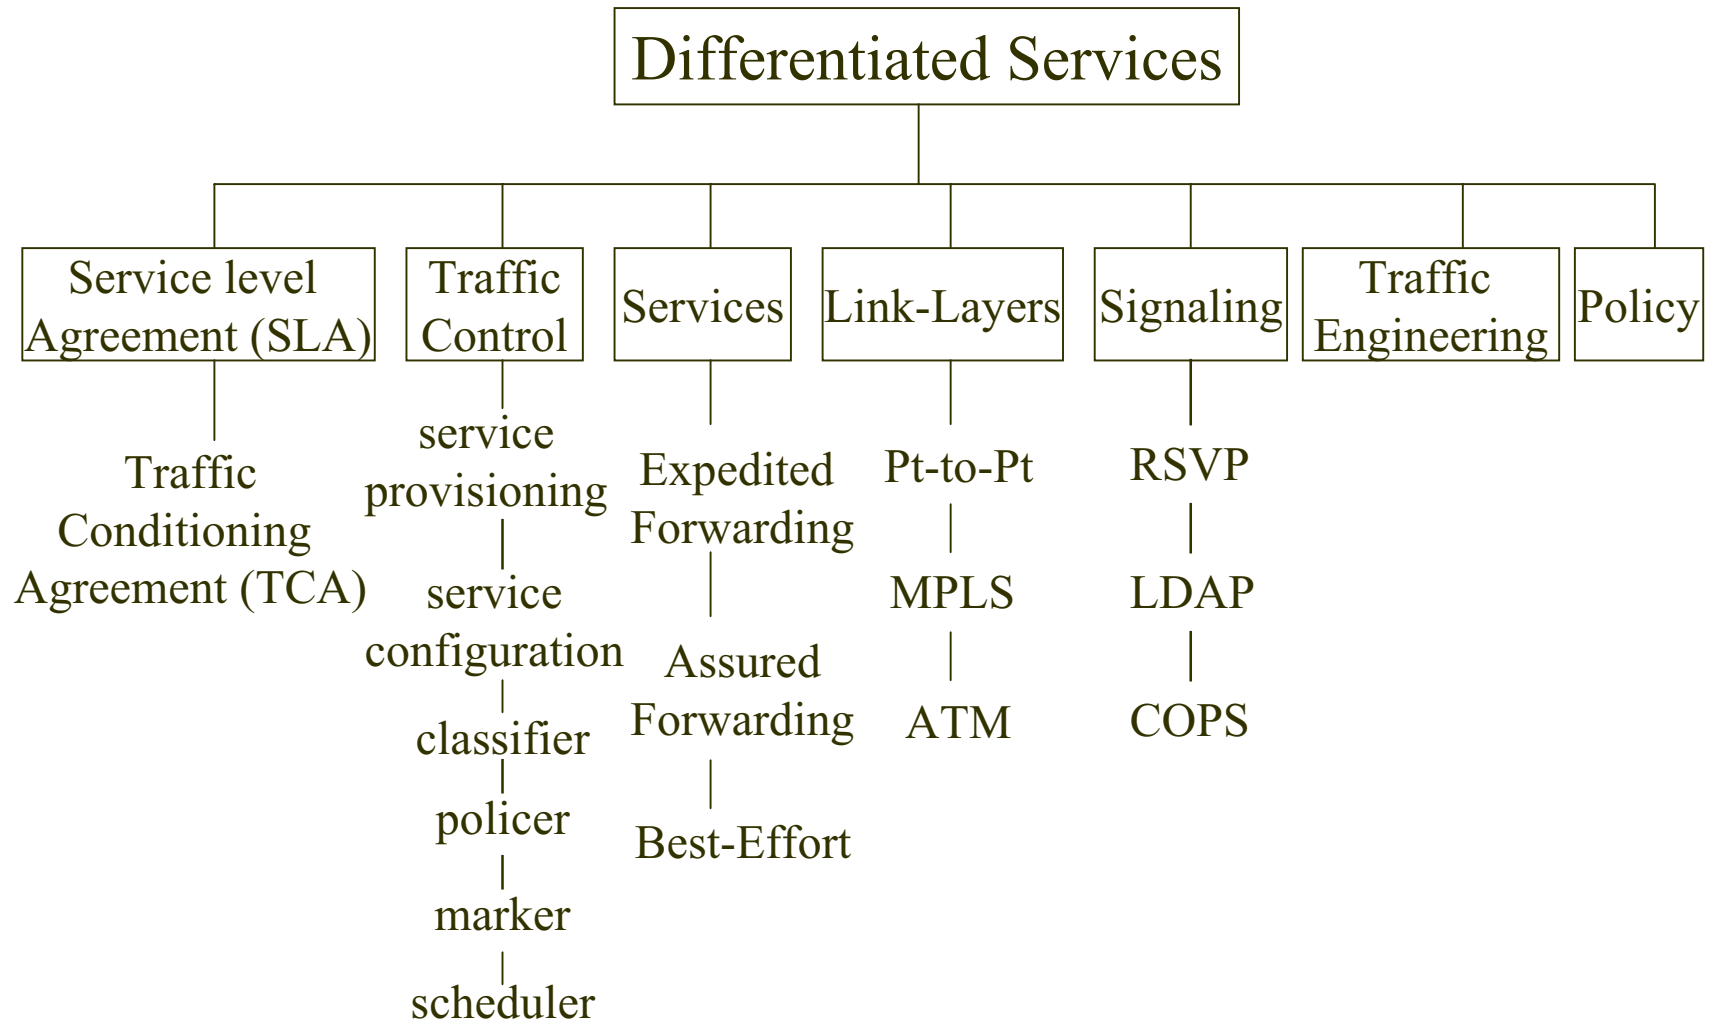 Differentiated Services
Service level
Agreement (SLA)
Traffic
Control
Services
Link-Layers
Signaling
Traffic
Engineering
Policy
Traffic
Conditioning
Agreement (TCA)
service
provisioning
service
configuration
classifier
policer
marker
scheduler
Expedited
Forwarding
Assured
Forwarding
Best-Effort
Pt-to-Pt
MPLS
ATM
RSVP
LDAP
COPS